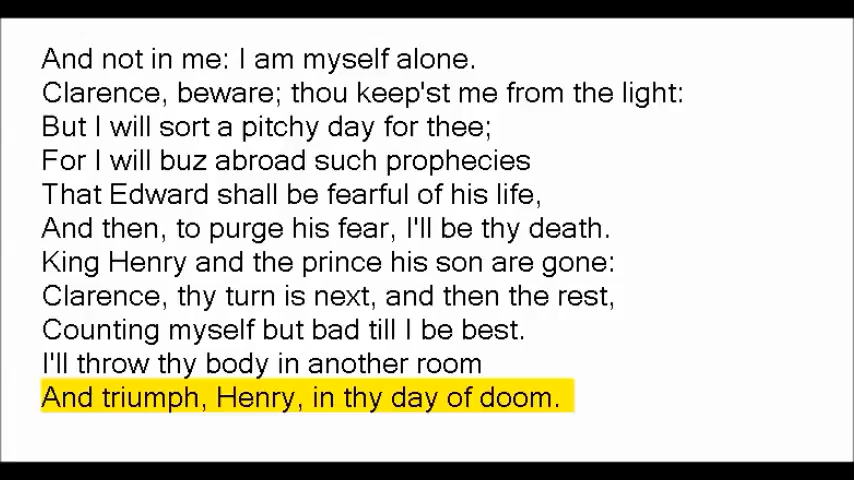 And not in me: I am myself alone.
Clarence, beware; thou keep'st me from the light:
But I will sort a pitchy day for thee;
For I will buz abroad such prophecies
That Edward shall be fearful of his life,
And then, to purge his fear, I'll be thy death.
King Henry and the prince his son are gone:
Clarence, thy turn is next, and then the rest,
Counting myself but bad till I be best.
I'll throw thy body in another room
And triumph, Henry, in thy day of doom.